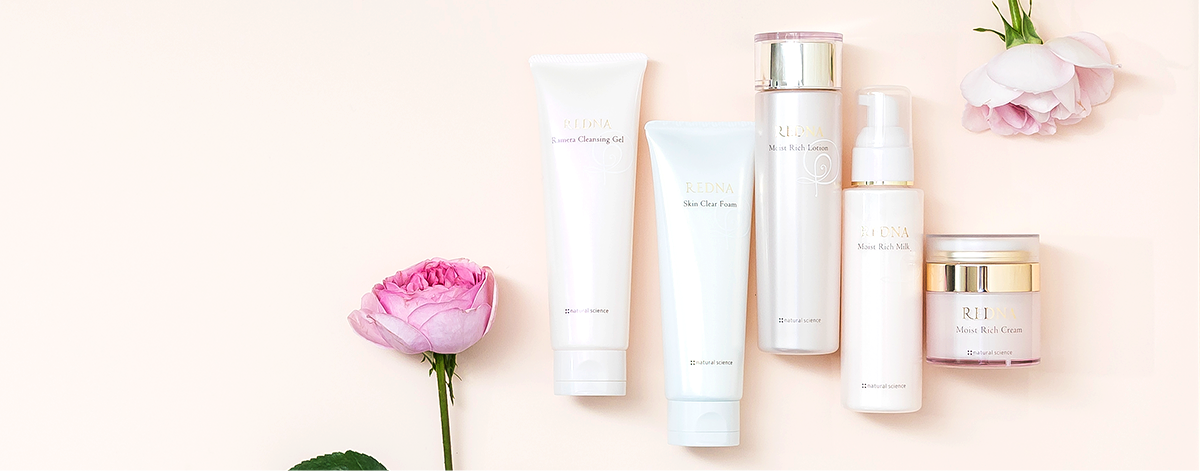 REDNA
Kanseta Cleansing Gel
natural science
REDNA
Skin Clear Foam
natural science
REDNA
Moist Rich Lotion
natural science
REDNA
Moist Rich Milk
natural science
REDNA
Moist Rich Cream
natural science